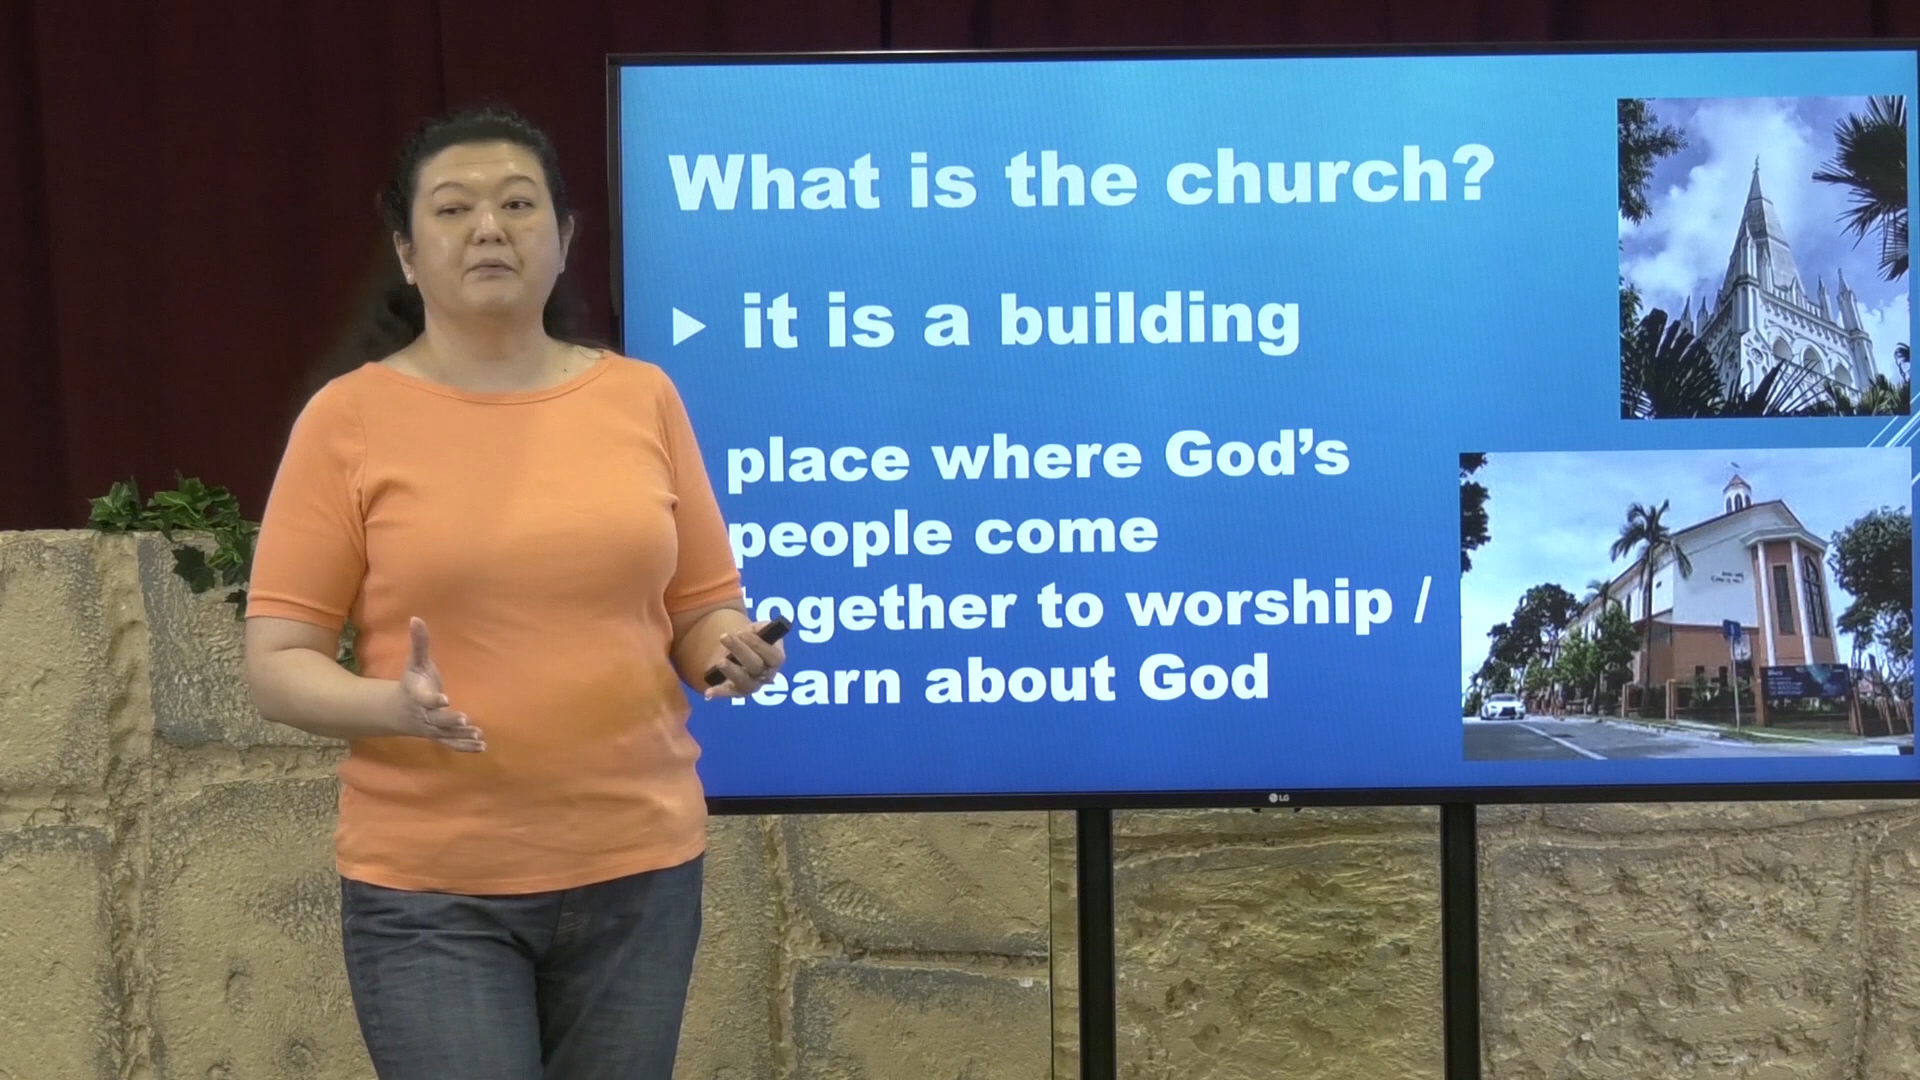 What is the church?
it is a building
place where God's
people come
together to worship /
learn about God
LG